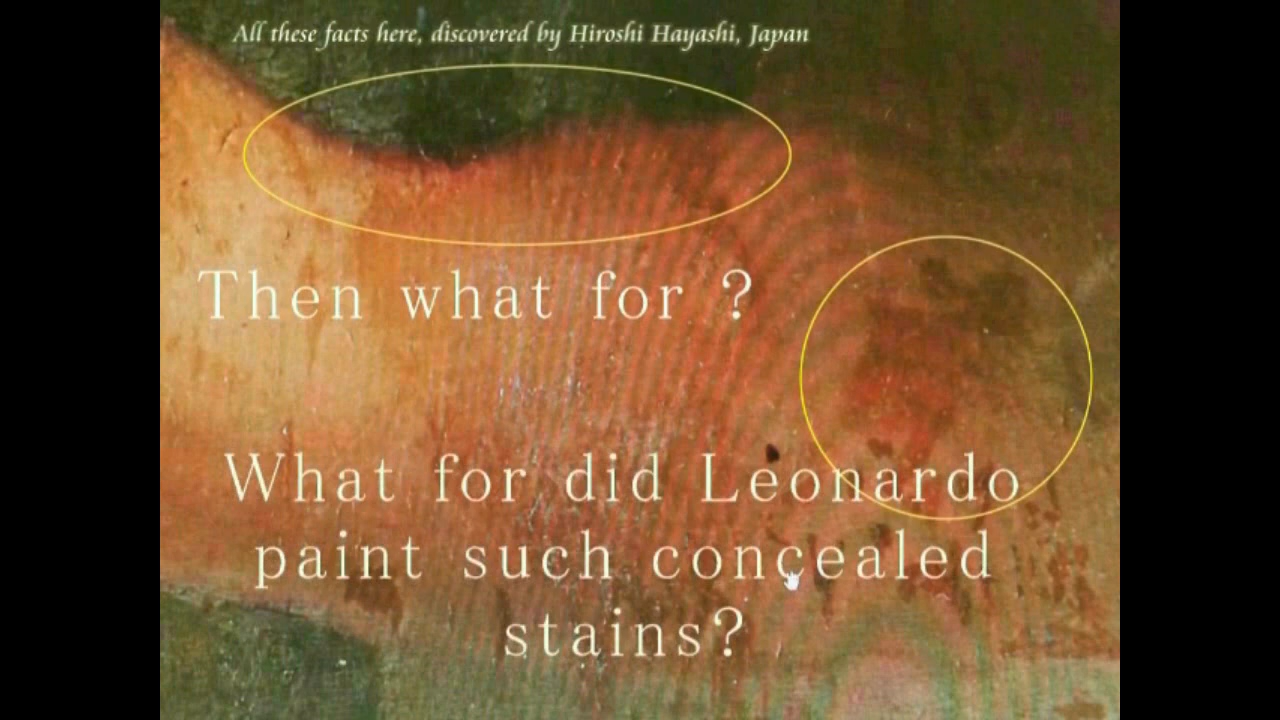 All these facts here, discovered by Hiroshi Hayashi, Japan
Then what for ?
What for did Leonardo
paint such concealed
stains?